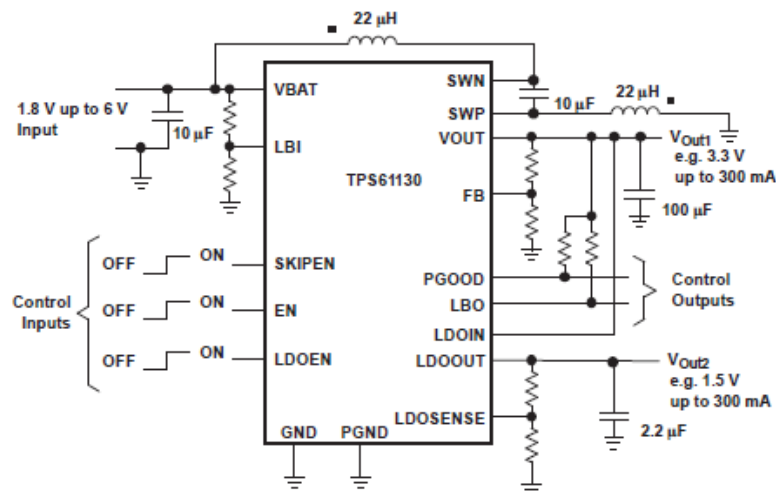 22 µH
VBAT
SWN
1.8 V up to 6 V
Input
10 µF
10 µF
22 µH
SWP
LBI
VOUT
VOut1
e.g. 3.3 V
up to 300 mA
TPS61130
FB
100 µF
Control
Inputs
OFF
ON
SKIPEN
PGOOD
Control
Outputs
OFF
ON
EN
LBO
LDOIN
OFF
ON
LDOEN
LDOOUT
VOut2
e.g. 1.5 V
up to 300 mA
LDOSENSE
2.2 µF
GND
PGND